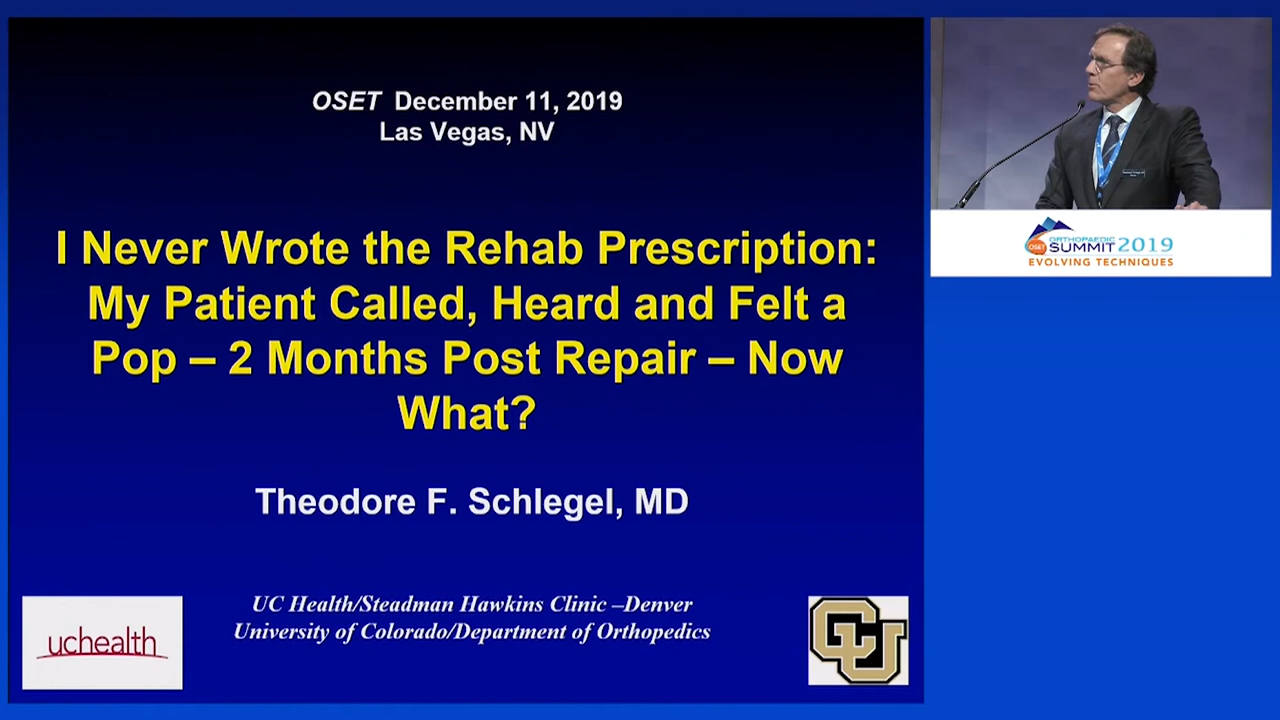 OSET December 11, 2019
Las Vegas, NV
I Never Wrote the Rehab Prescription:
My Patient Called, Heard and Felt a
Pop – 2 Months Post Repair – Now
What?
Theodore F. Schlegel, MD
UC Health/Steadman Hawkins Clinic –Denver
University of Colorado/Department of Orthopedics
uchealth
CU
OSET
ORTHOPAEDIC
SUMMIT 2019
EVOLVING TECHNIQUES